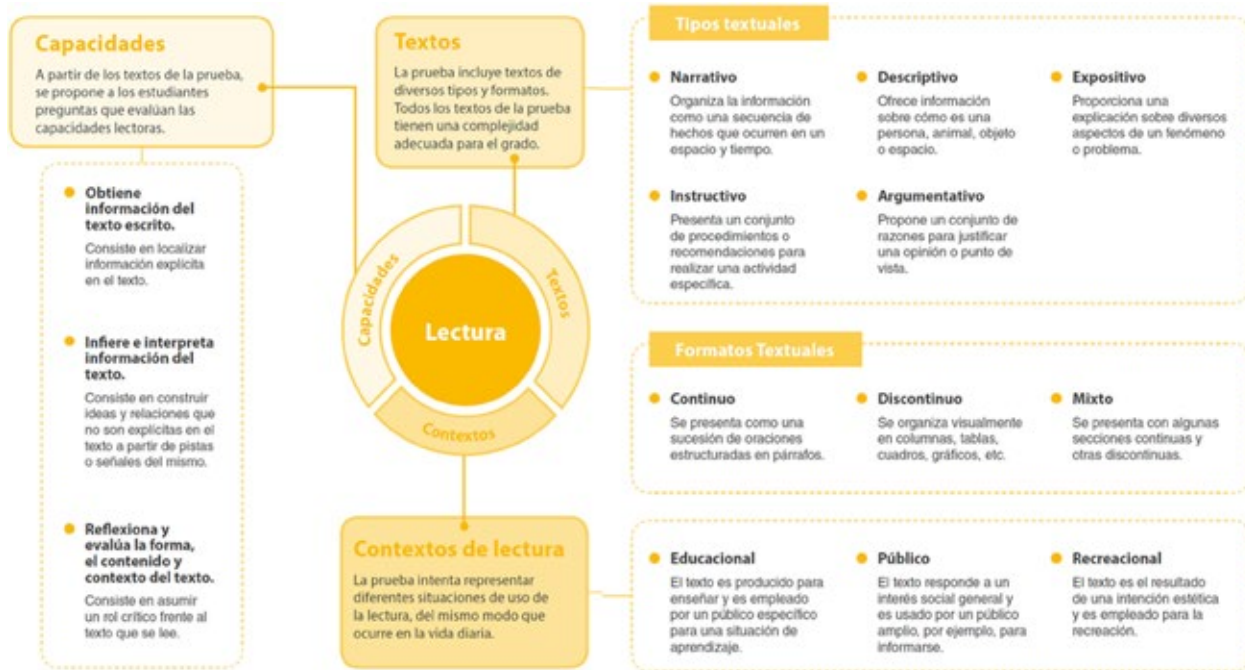 Capacidades
A partir de los textos de la prueba,
se propone a los estudiantes
preguntas que evalúan las
capacidades lectoras.
Obtiene
información del
texto escrito.
Consiste en localizar
información explícita
en el texto.
Infiere e interpreta
información del
texto.
Consiste en construir
ideas y relaciones que
no son explícitas en el
texto a partir de pistas
o señales del mismo.
Reflexiona y
evalúa la forma,
el contenido y
contexto del texto.
Consiste en asumir
un rol crítico frente al
texto que se lee.
Textos
La prueba incluye textos de
diversos tipos y formatos.
Todos los textos de la prueba
tienen una complejidad
adecuada para el grado.
Capacidades
Textos
Lectura
Contextos
Contextos de lectura
La prueba intenta representar
diferentes situaciones de uso de
la lectura, del mismo modo que
ocurre en la vida diaria.
Tipos textuales
Narrativo
Organiza la información
como una secuencia de
hechos que ocurren en un
espacio y tiempo.
Descriptivo
Ofrece información
sobre cómo es una
persona, animal, objeto
o espacio.
Expositivo
Proporciona una
explicación sobre diversos
aspectos de un fenómeno
o problema.
Instructivo
Presenta un conjunto
de procedimientos o
recomendaciones para
realizar una actividad
específica.
Argumentativo
Propone un conjunto de
razones para justificar
una opinión o punto de
vista.
Formatos Textuales
Continuo
Se presenta como una
sucesión de oraciones
estructuradas en párrafos.
Discontinuo
Se organiza visualmente
en columnas, tablas,
cuadros, gráficos, etc.
Mixto
Se presenta con algunas
secciones continuas y
otras discontinuas.
Educacional
El texto es producido para
enseñar y es empleado
por un público específico
para una situación de
aprendizaje.
Público
El texto responde a un
interés social general y
es usado por un público
amplio, por ejemplo, para
informarse.
Recreacional
El texto es el resultado
de una intención estética
y es empleado para la
recreación.